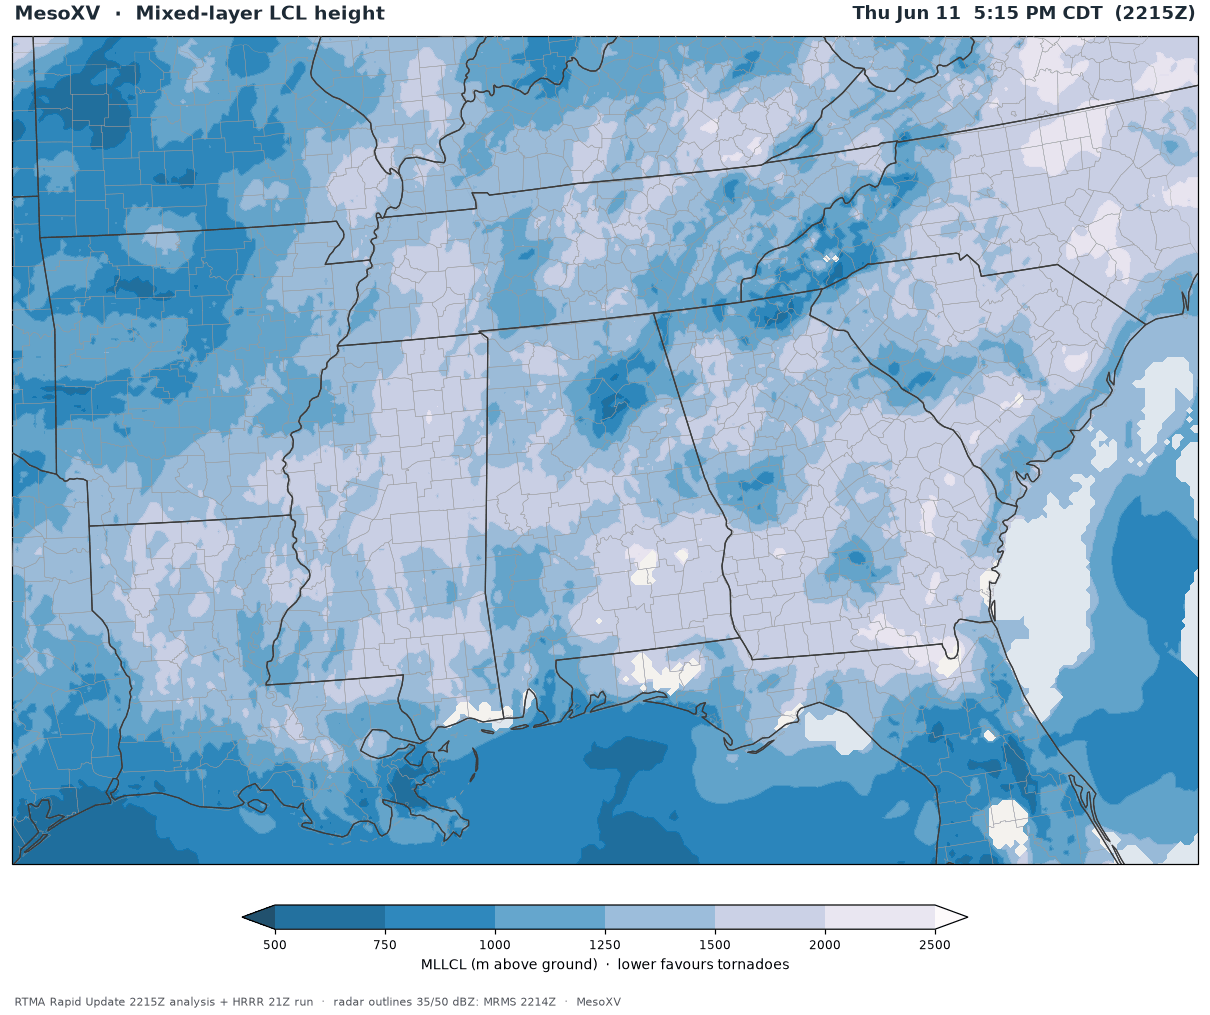 MesoXV · Mixed-layer LCL height
Thu Jun 11 5:15 PM CDT (2215Z)
500 750 1000 1250 1500 2000 2500
MLLCL (m above ground) · lower favours tornadoes
RTMA Rapid Update 2215Z analysis + HRRR 21Z run · radar outlines 35/50 dBZ: MRMS 2214Z · MesoXV